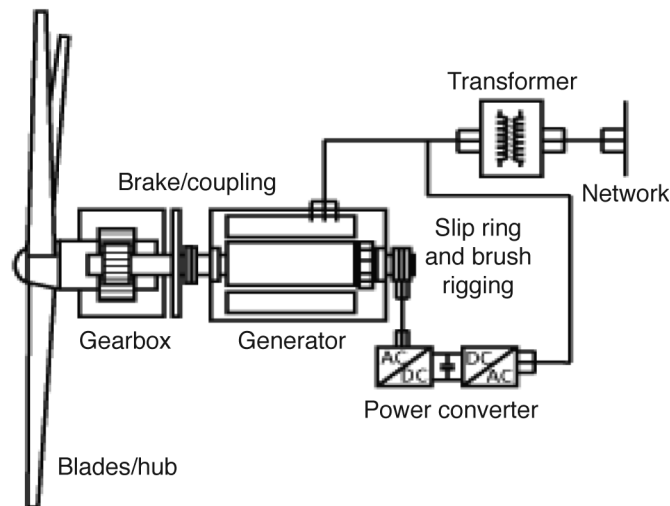 Transformer
Brake/coupling
Network
Slip ring
and brush
rigging
Gearbox
Generator
AC
DC
DC
AC
Power converter
Blades/hub